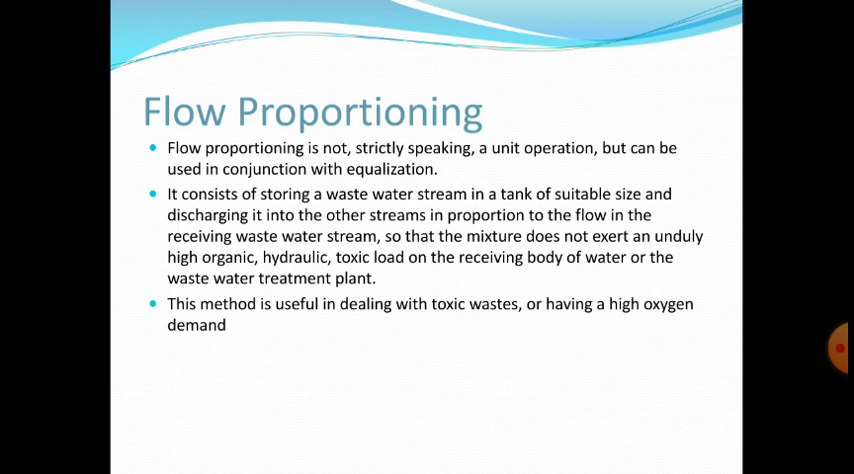 Flow Proportioning
Flow proportioning is not, strictly speaking, a unit operation, but can be
used in conjunction with equalization.
It consists of storing a waste water stream in a tank of suitable size and
discharging it into the other streams in proportion to the flow in the
receiving waste water stream, so that the mixture does not exert an unduly
high organic, hydraulic, toxic load on the receiving body of water or the
waste water treatment plant.
This method is useful in dealing with toxic wastes, or having a high oxygen
demand